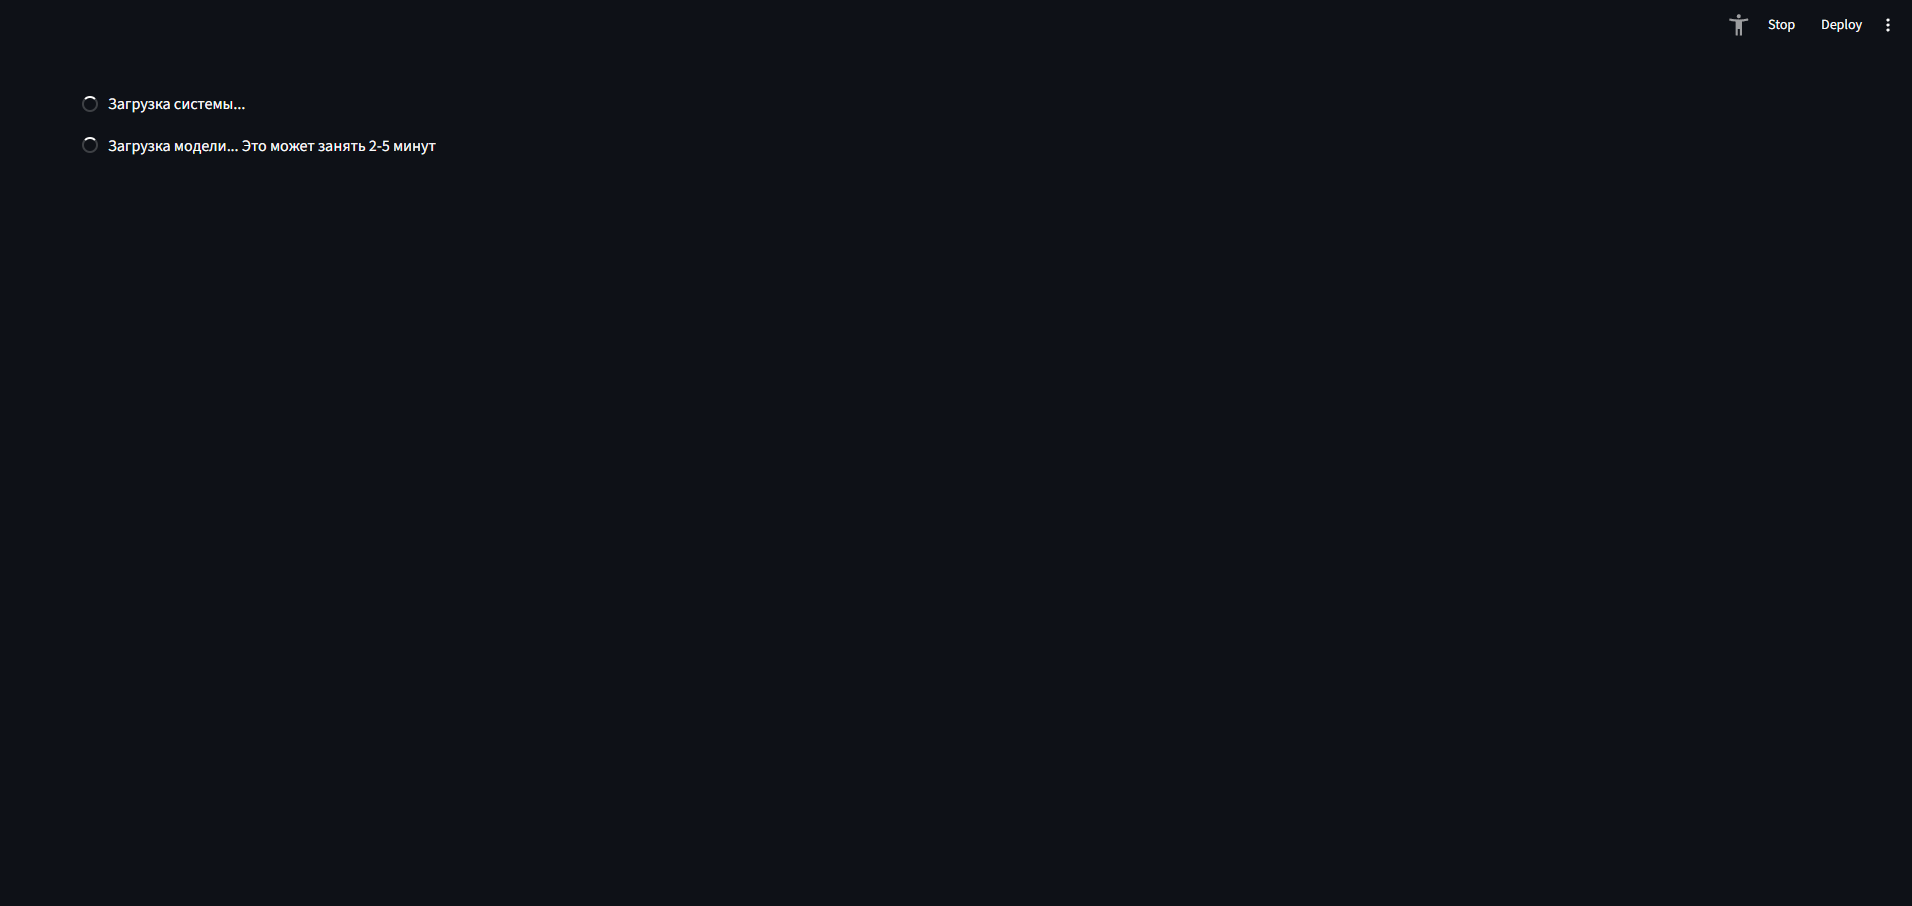 Stop Deploy
Загрузка системы...
Загрузка модели... Это может занять 2-5 минут